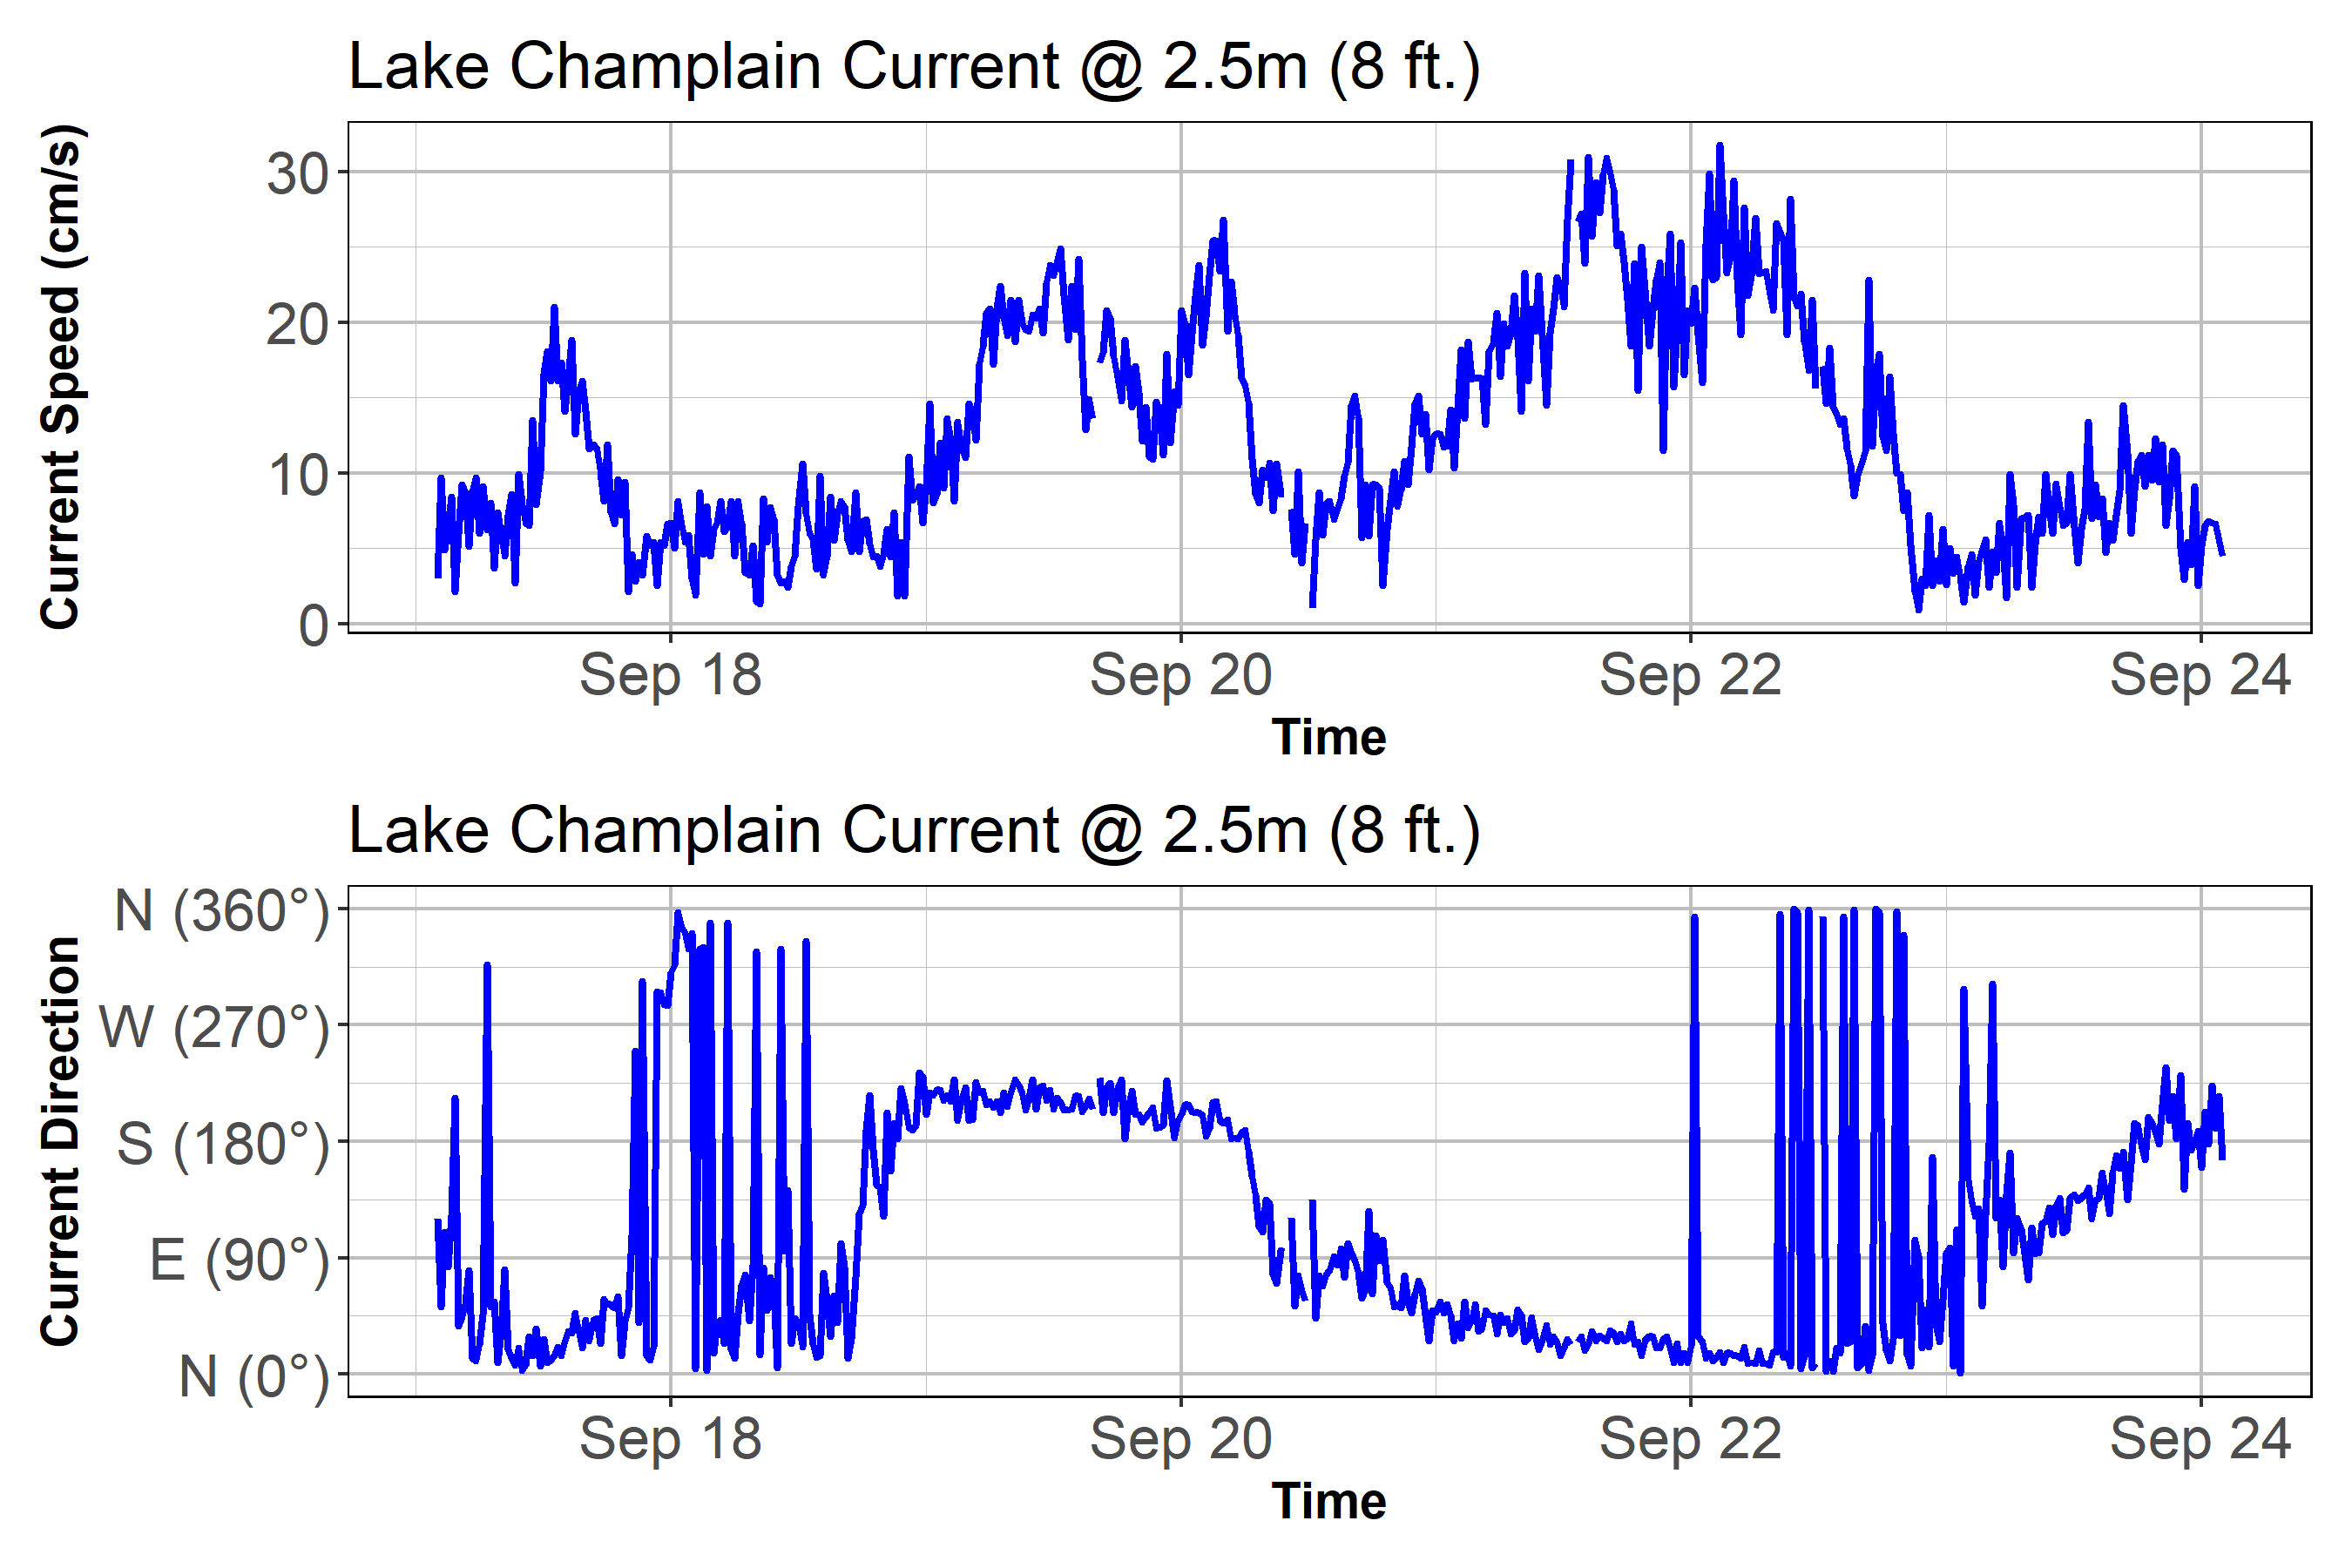 Lake Champlain Current @ 2.5m (8 ft.)
Current Speed (cm/s)
30
20
10
0
Sep 18 Sep 20 Sep 22 Sep 24
Time
Lake Champlain Current @ 2.5m (8 ft.)
Current Direction
N (360°)
W (270°)
S (180°)
E (90°)
N (0°)
Sep 18 Sep 20 Sep 22 Sep 24
Time